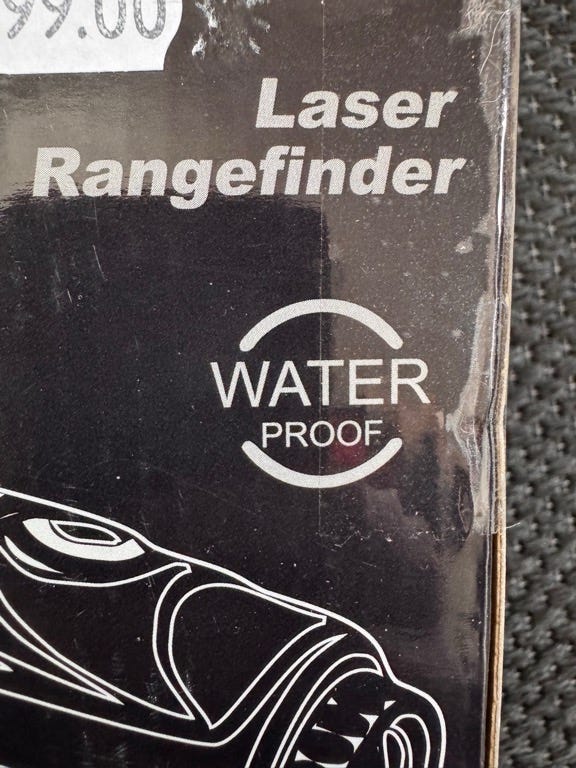 99.00
Laser
Rangefinder
WATER
PROOF